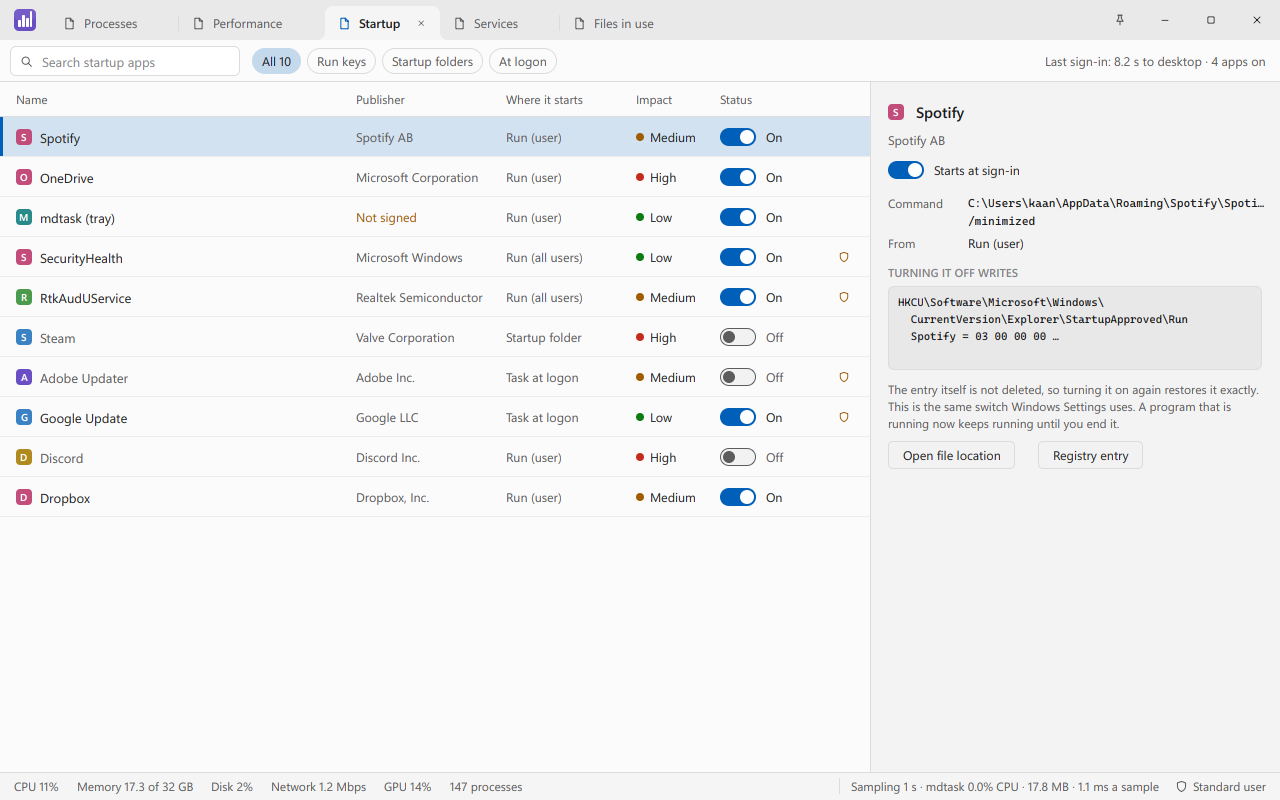 Processes
Performance
Startup
Services
Files in use
Search startup apps
All 10
Run keys
Startup folders
At logon
Last sign-in: 8.2 s to desktop · 4 apps on
Name Publisher Where it starts Impact Status
S Spotify Spotify AB Run (user) Medium On
O OneDrive Microsoft Corporation Run (user) High On
M mdtask (tray) Not signed Run (user) Low On
S SecurityHealth Microsoft Windows Run (all users) Low On
R RtkAudUService Realtek Semiconductor Run (all users) Medium On
S Steam Valve Corporation Startup folder High Off
A Adobe Updater Adobe Inc. Task at logon Medium Off
G Google Update Google LLC Task at logon Low On
D Discord Discord Inc. Run (user) High Off
D Dropbox Dropbox, Inc. Run (user) Medium On
S Spotify
Spotify AB
Starts at sign-in
Command C:\Users\kaan\AppData\Roaming\Spotify\Spoti…
/minimized
From Run (user)
TURNING IT OFF WRITES
HKCU\Software\Microsoft\Windows\
CurrentVersion\Explorer\StartupApproved\Run
Spotify = 03 00 00 00 …
The entry itself is not deleted, so turning it on again restores it exactly.
This is the same switch Windows Settings uses. A program that is
running now keeps running until you end it.
Open file location
Registry entry
CPU 11% Memory 17.3 of 32 GB Disk 2% Network 1.2 Mbps GPU 14% 147 processes
Sampling 1 s · mdtask 0.0% CPU · 17.8 MB · 1.1 ms a sample
Standard user